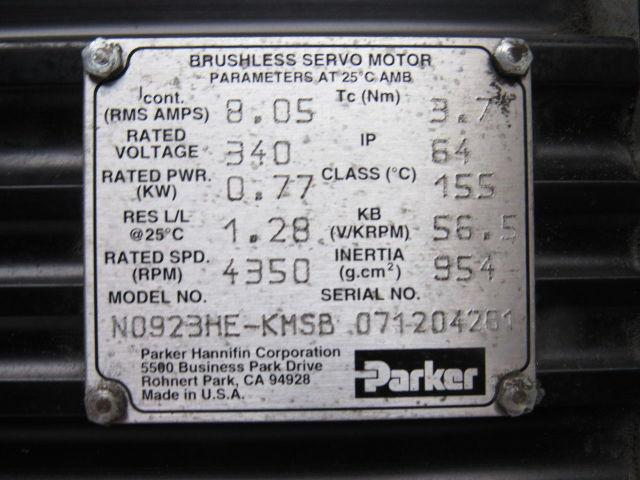 BRUSHLESS SERVO MOTOR
PARAMETERS AT 25°C AMB
Icont. (RMS AMPS) 8.05 Tc (Nm) 3.7
RATED VOLTAGE 340 IP 64
RATED PWR. (KW) 0.77 CLASS (°C) 155
RES L/L @25°C 1.28 KB (V/KRPM) 56.5
RATED SPD. (RPM) 4350 INERTIA (g.cm²) 954
MODEL NO. SERIAL NO.
N0923HE-KMSB 071204281
Parker Hannifin Corporation
5500 Business Park Drive
Rohnert Park, CA 94928
Made in U.S.A.
Parker